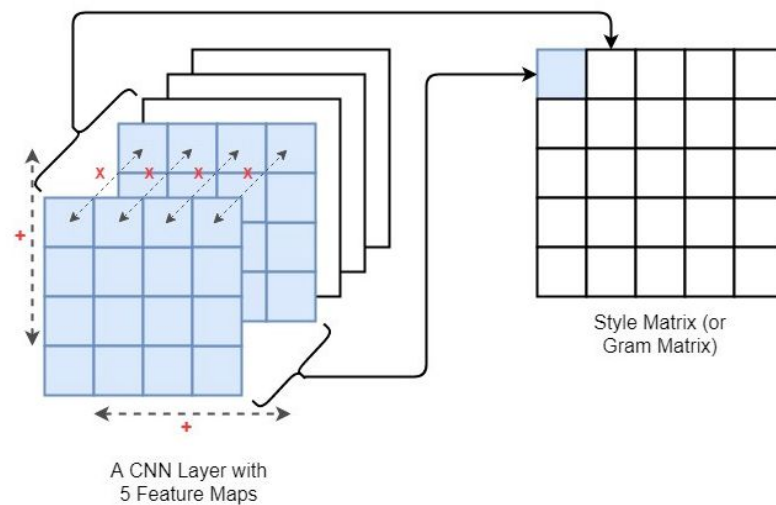 x x x x
+
+
Style Matrix (or
Gram Matrix)
A CNN Layer with
5 Feature Maps